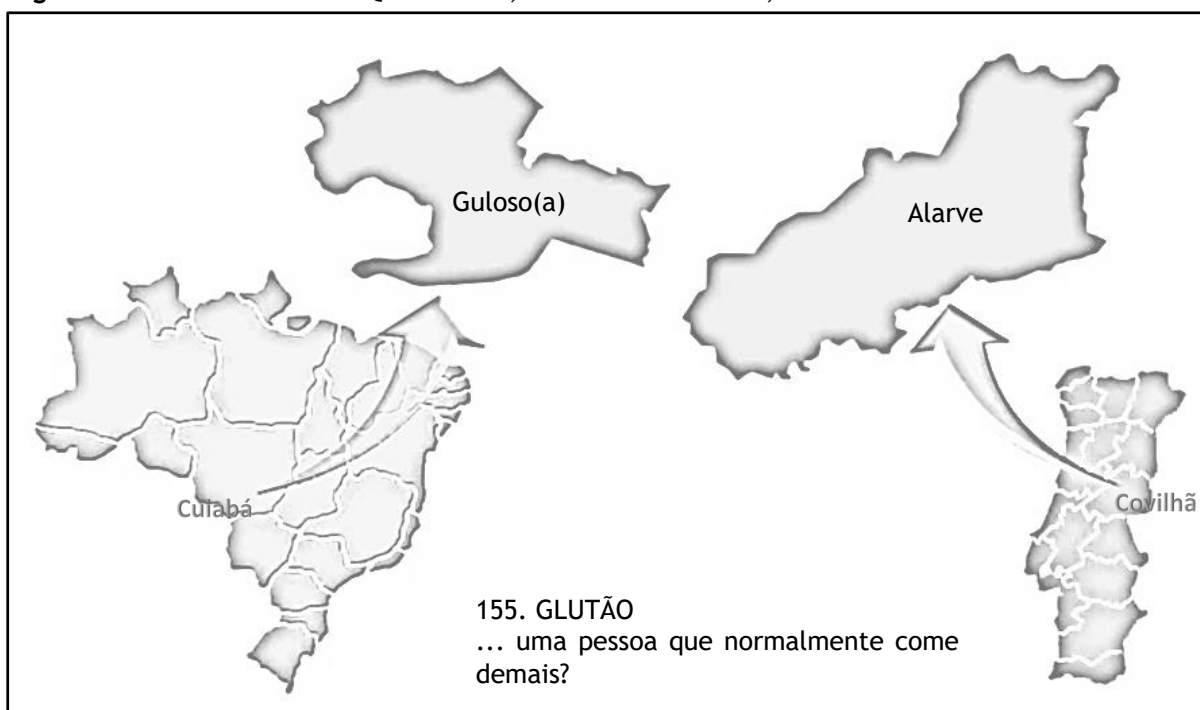 Guloso(a)
Alarve
Cuiabá
Covilhã
155. GLUTÃO
... uma pessoa que normalmente come
demais?